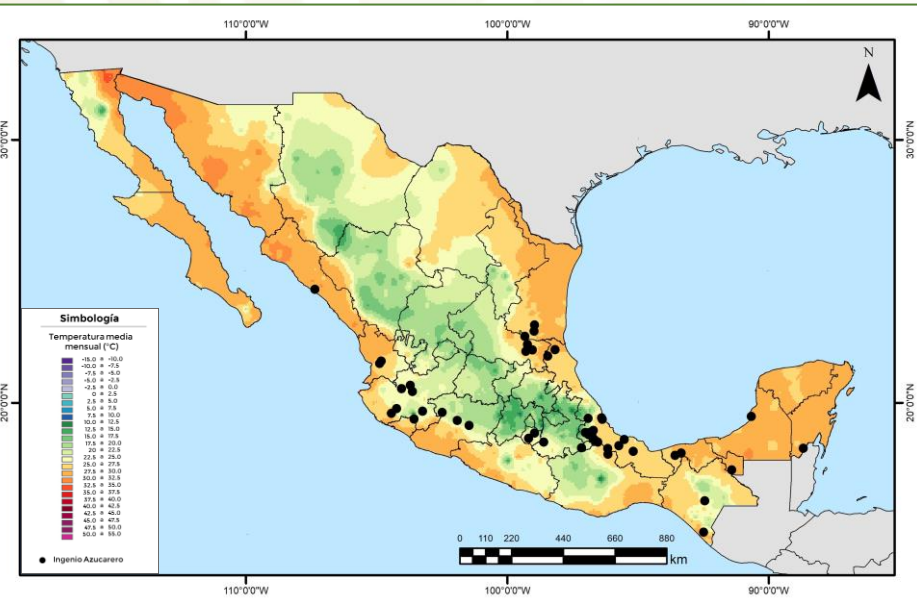 110°0'0"W 100°0'0"W 90°0'0"W
N
30°0'0"N 30°0'0"N
20°0'0"N 20°0'0"N
Simbología
Temperatura media
mensual (°C)
-15.0 a -10.0
-10.0 a -7.5
-7.5 a -5.0
-5.0 a -2.5
-2.5 a 0.0
0 a 2.5
2.5 a 5.0
5.0 a 7.5
7.5 a 10.0
10.0 a 12.5
12.5 a 15.0
15.0 a 17.5
17.5 a 20.0
20 a 22.5
22.5 a 25.0
25.0 a 27.5
27.5 a 30.0
30.0 a 32.5
32.5 a 35.0
35.0 a 37.5
37.5 a 40.0
40.0 a 42.5
42.5 a 45.0
45.0 a 47.5
47.5 a 50.0
50.0 a 55.0
Ingenio Azucarero
0 110 220 440 660 880
km
110°0'0"W 100°0'0"W 90°0'0"W